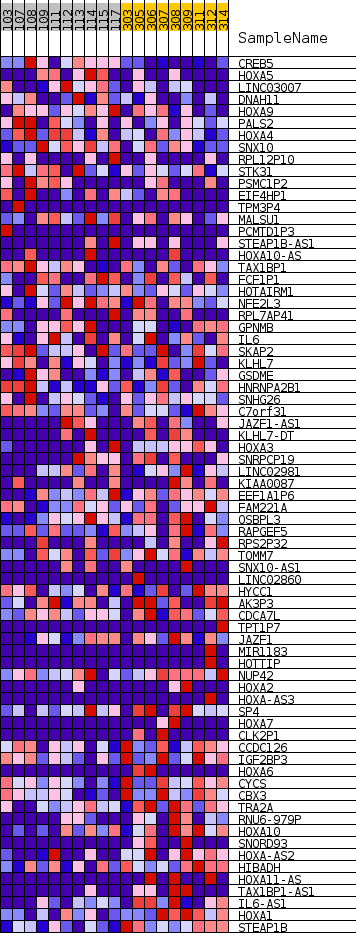 103 107 108 109 111 112 113 114 115 117 303 305 306 307 308 309 311 312 314
SampleName
CREB5
HOXA5
LINC03007
DNAH11
HOXA9
PALS2
HOXA4
SNX10
RPL12P10
STK31
PSMC1P2
EIF4HP1
TPM3P4
MALSU1
PCMTD1P3
STEAP1B-AS1
HOXA10-AS
TAX1BP1
FCF1P1
HOTAIRM1
NFE2L3
RPL7AP41
GPNMB
IL6
SKAP2
KLHL7
GSDME
HNRNPA2B1
SNHG26
C7orf31
JAZF1-AS1
KLHL7-DT
HOXA3
SNRPCP19
LINC02981
KIAA0087
EEF1A1P6
FAM221A
OSBPL3
RAPGEF5
RPS2P32
TOMM7
SNX10-AS1
LINC02860
HYCC1
AK3P3
CDCA7L
TPT1P7
JAZF1
MIR1183
HOTTIP
NUP42
HOXA2
HOXA-AS3
SP4
HOXA7
CLK2P1
CCDC126
IGF2BP3
HOXA6
CYCS
CBX3
TRA2A
RNU6-979P
HOXA10
SNORD93
HOXA-AS2
HIBADH
HOXA11-AS
TAX1BP1-AS1
IL6-AS1
HOXA1
STEAP1B